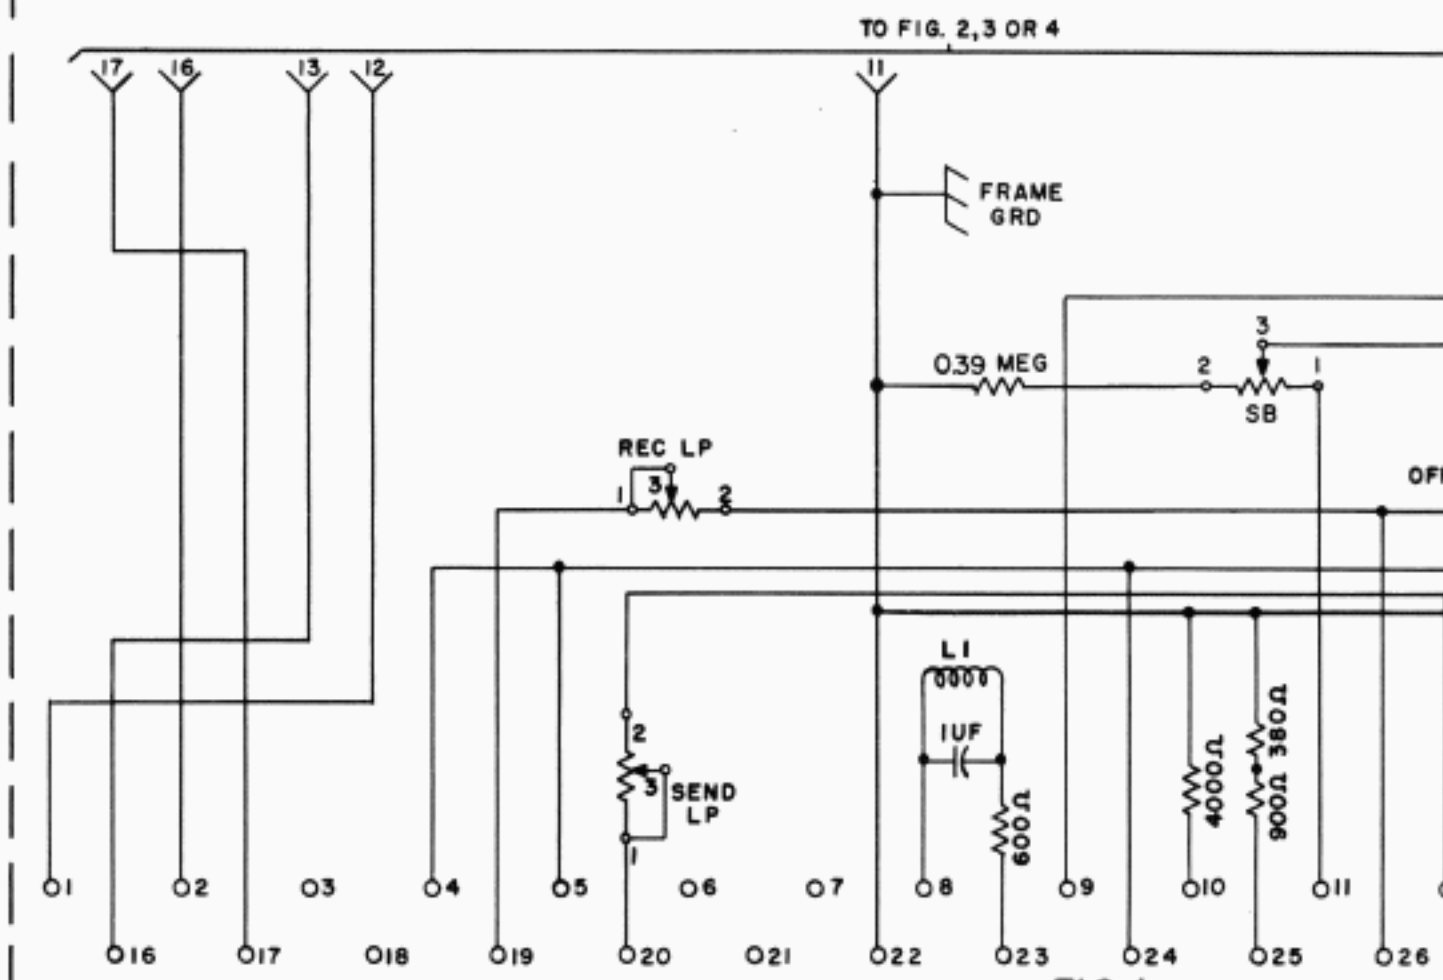 TO FIG. 2,3 OR 4
17 16 13 12 11
FRAME
GRD
3
0.39 MEG 2 1
SB
REC LP
OF
1 3 2
L1
2 1UF
3 SEND
LP
1
600Ω 4000Ω 900Ω 380Ω
1 2 3 4 5 6 7 8 9 10 11
16 17 18 19 20 21 22 23 24 25 26